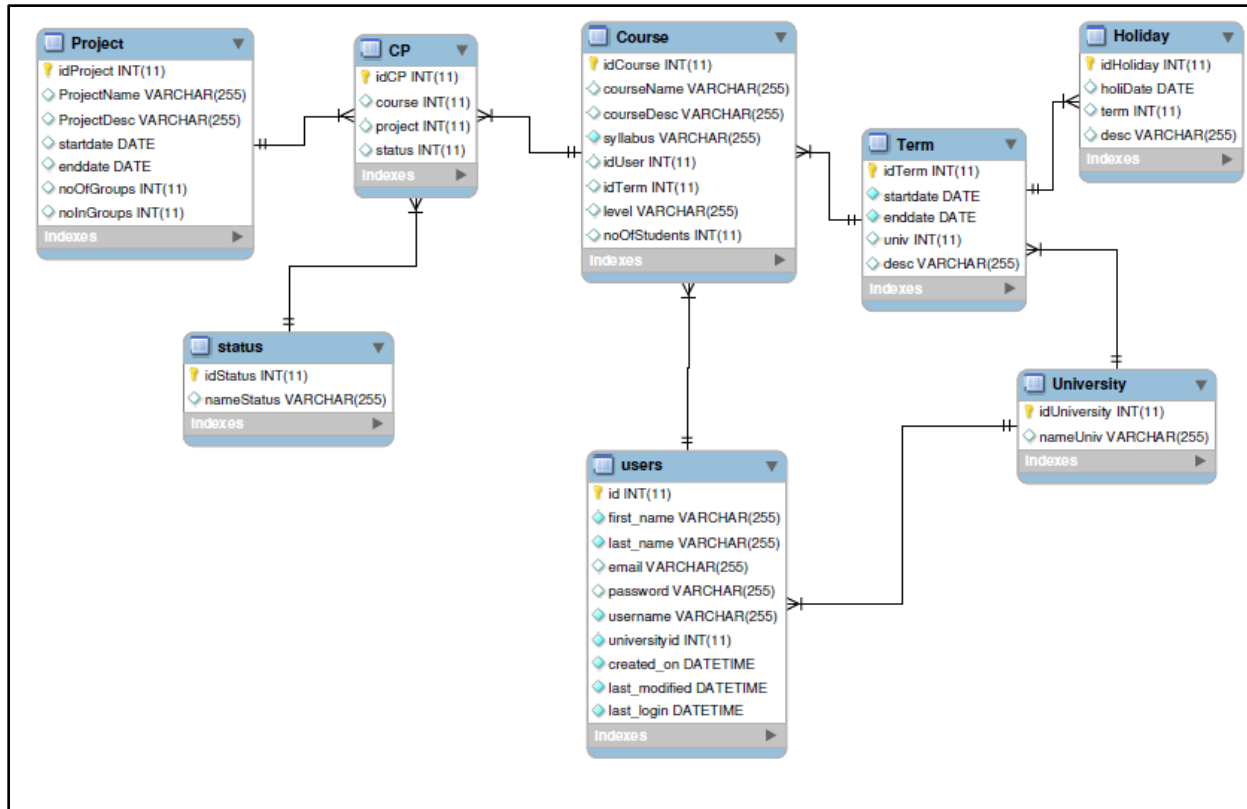 Project
idProject INT(11)
ProjectName VARCHAR(255)
ProjectDesc VARCHAR(255)
startdate DATE
enddate DATE
noOfGroups INT(11)
noInGroups INT(11)
Indexes
CP
idCP INT(11)
course INT(11)
project INT(11)
status INT(11)
Indexes
Course
idCourse INT(11)
courseName VARCHAR(255)
courseDesc VARCHAR(255)
syllabus VARCHAR(255)
idUser INT(11)
idTerm INT(11)
level VARCHAR(255)
noOfStudents INT(11)
Indexes
Holiday
idHoliday INT(11)
holiDate DATE
term INT(11)
desc VARCHAR(255)
Indexes
Term
idTerm INT(11)
startdate DATE
enddate DATE
univ INT(11)
desc VARCHAR(255)
Indexes
status
idStatus INT(11)
nameStatus VARCHAR(255)
Indexes
University
idUniversity INT(11)
nameUniv VARCHAR(255)
Indexes
users
id INT(11)
first_name VARCHAR(255)
last_name VARCHAR(255)
email VARCHAR(255)
password VARCHAR(255)
username VARCHAR(255)
universityid INT(11)
created_on DATETIME
last_modified DATETIME
last_login DATETIME
Indexes